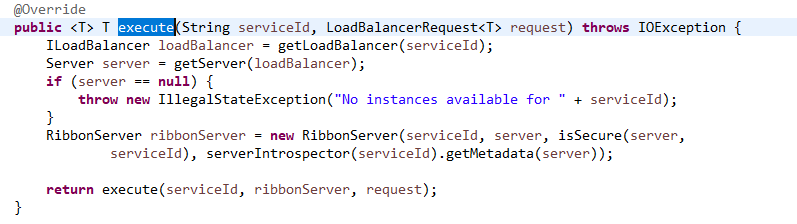 @Override
public <T> T execute(String serviceId, LoadBalancerRequest<T> request) throws IOException {
    ILoadBalancer loadBalancer = getLoadBalancer(serviceId);
    Server server = getServer(loadBalancer);
    if (server == null) {
        throw new IllegalStateException("No instances available for " + serviceId);
    }
    RibbonServer ribbonServer = new RibbonServer(serviceId, server, isSecure(server,
            serviceId), serverIntrospector(serviceId).getMetadata(server));

    return execute(serviceId, ribbonServer, request);
}